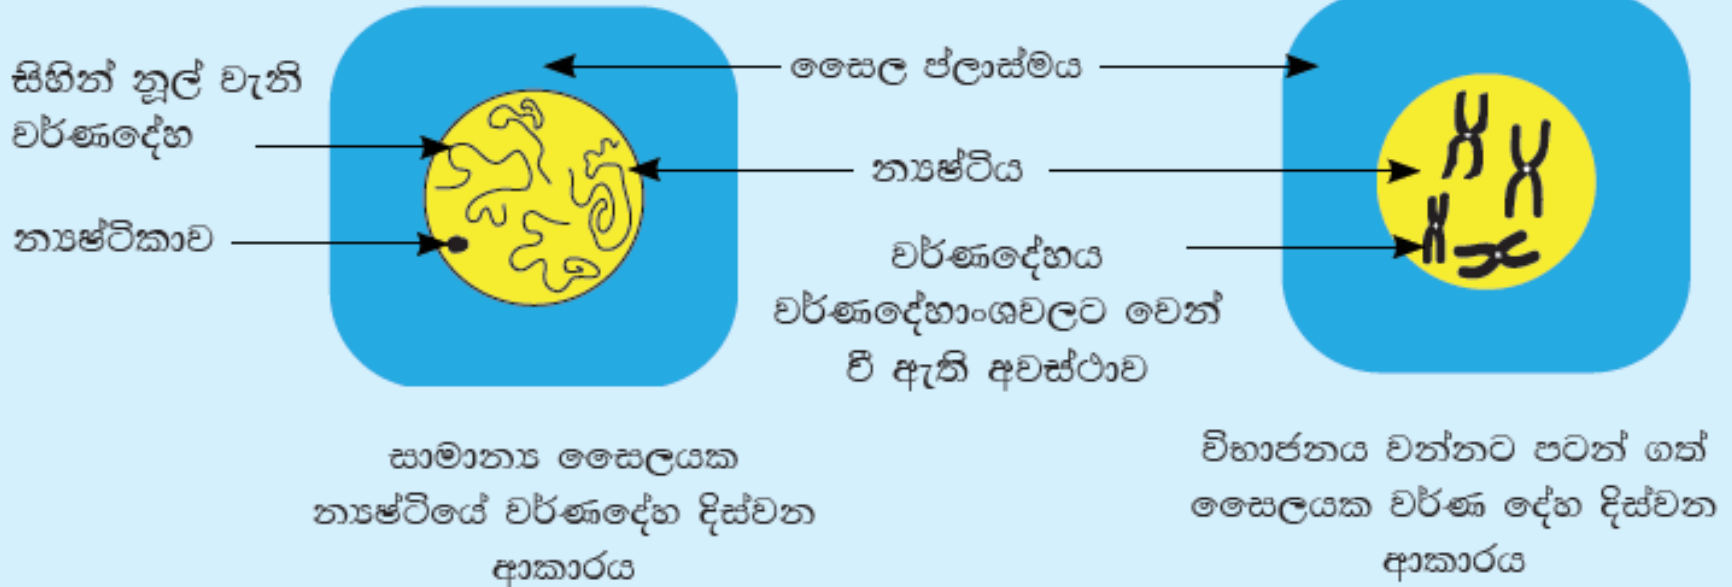 සිහින් නූල් වැනි
වර්ණදේහ
න්‍යෂ්ටිකාව
සෛල ප්ලාස්මය
න්‍යෂ්ටිය
වර්ණදේහය
වර්ණදේහාංශවලට වෙන්
වී ඇති අවස්ථාව
සාමාන්‍ය සෛලයක
න්‍යෂ්ටියේ වර්ණදේහ දිස්වන
ආකාරය
විභාජනය වන්නට පටන් ගත්
සෛලයක වර්ණ දේහ දිස්වන
ආකාරය